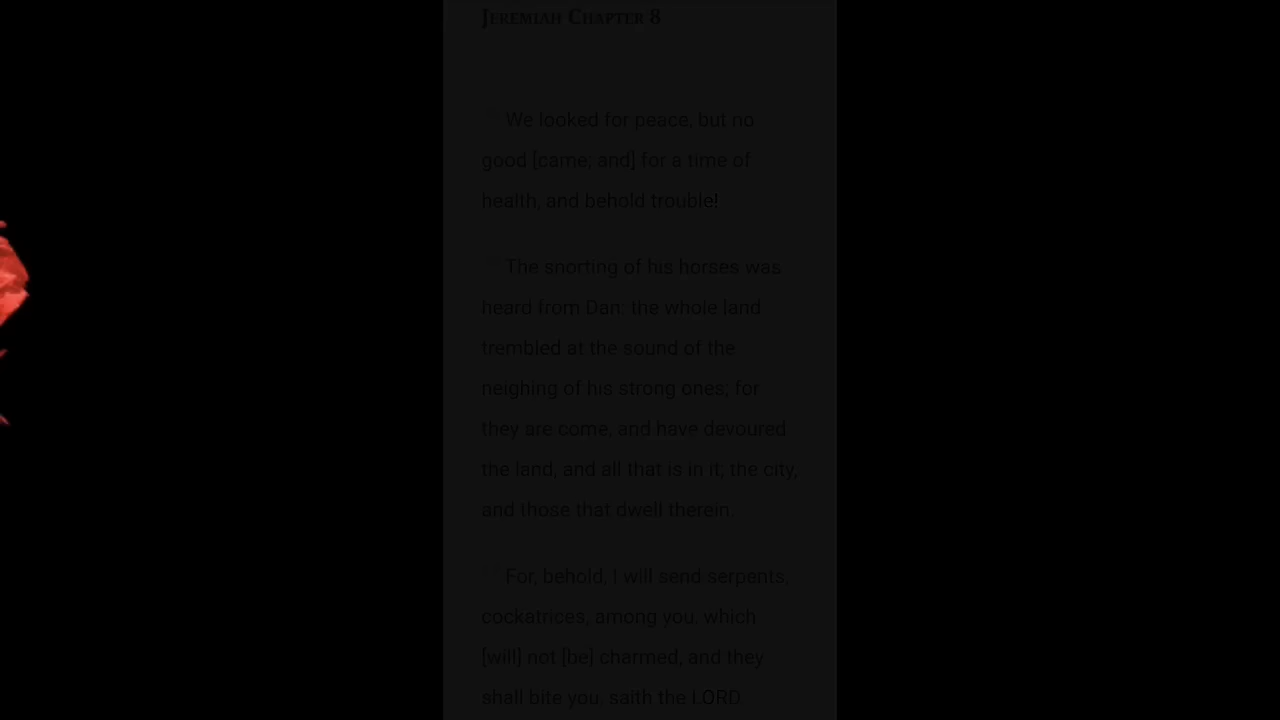 JEREMIAH CHAPTER 8
We looked for peace, but no
good [came; and] for a time of
health, and behold trouble!
The snorting of his horses was
heard from Dan: the whole land
trembled at the sound of the
neighing of his strong ones; for
they are come, and have devoured
the land, and all that is in it; the city,
and those that dwell therein.
For, behold, I will send serpents,
cockatrices, among you, which
[will] not [be] charmed, and they
shall bite you, saith the LORD.